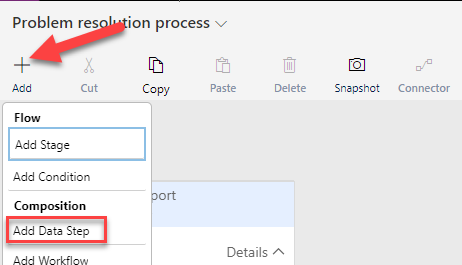 Problem resolution process
Add Cut Copy Paste Delete Snapshot Connector
Flow
Add Stage
Add Condition
Composition
port
Add Data Step
Details
Add Workflow